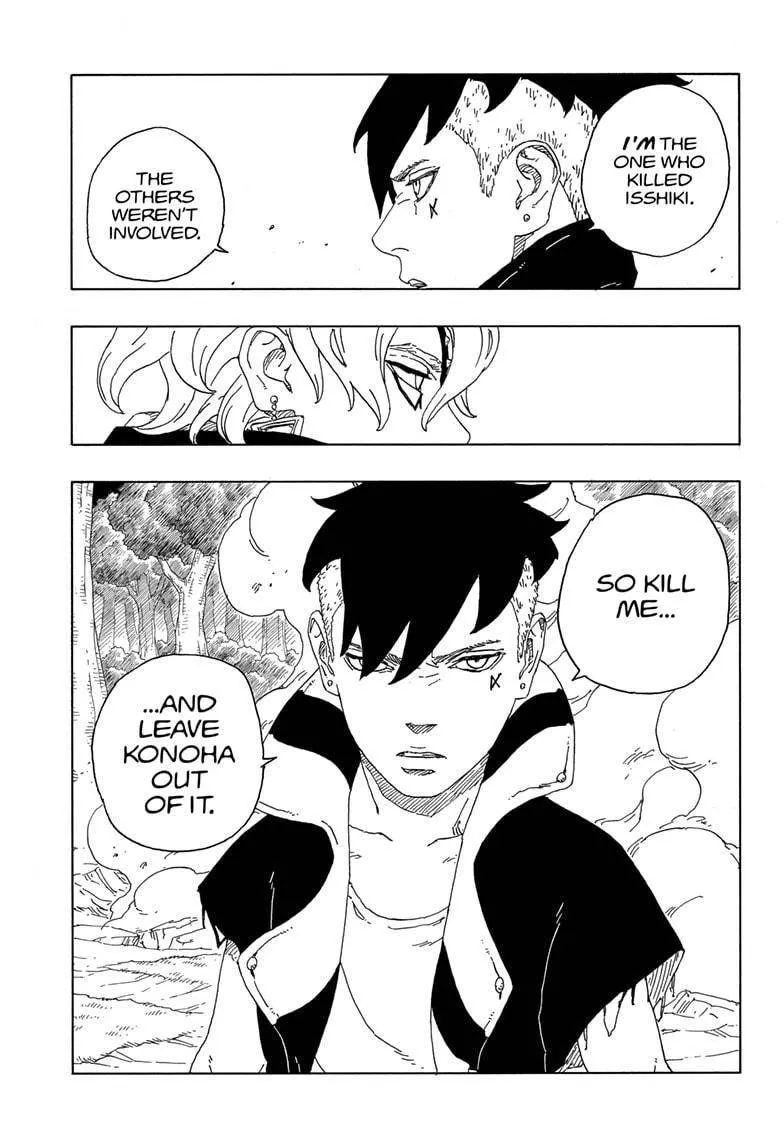 I'M THE
ONE WHO
KILLED
ISSHIKI.
THE
OTHERS
WEREN'T
INVOLVED.
SO KILL
ME...
...AND
LEAVE
KONOHA
OUT
OF IT.